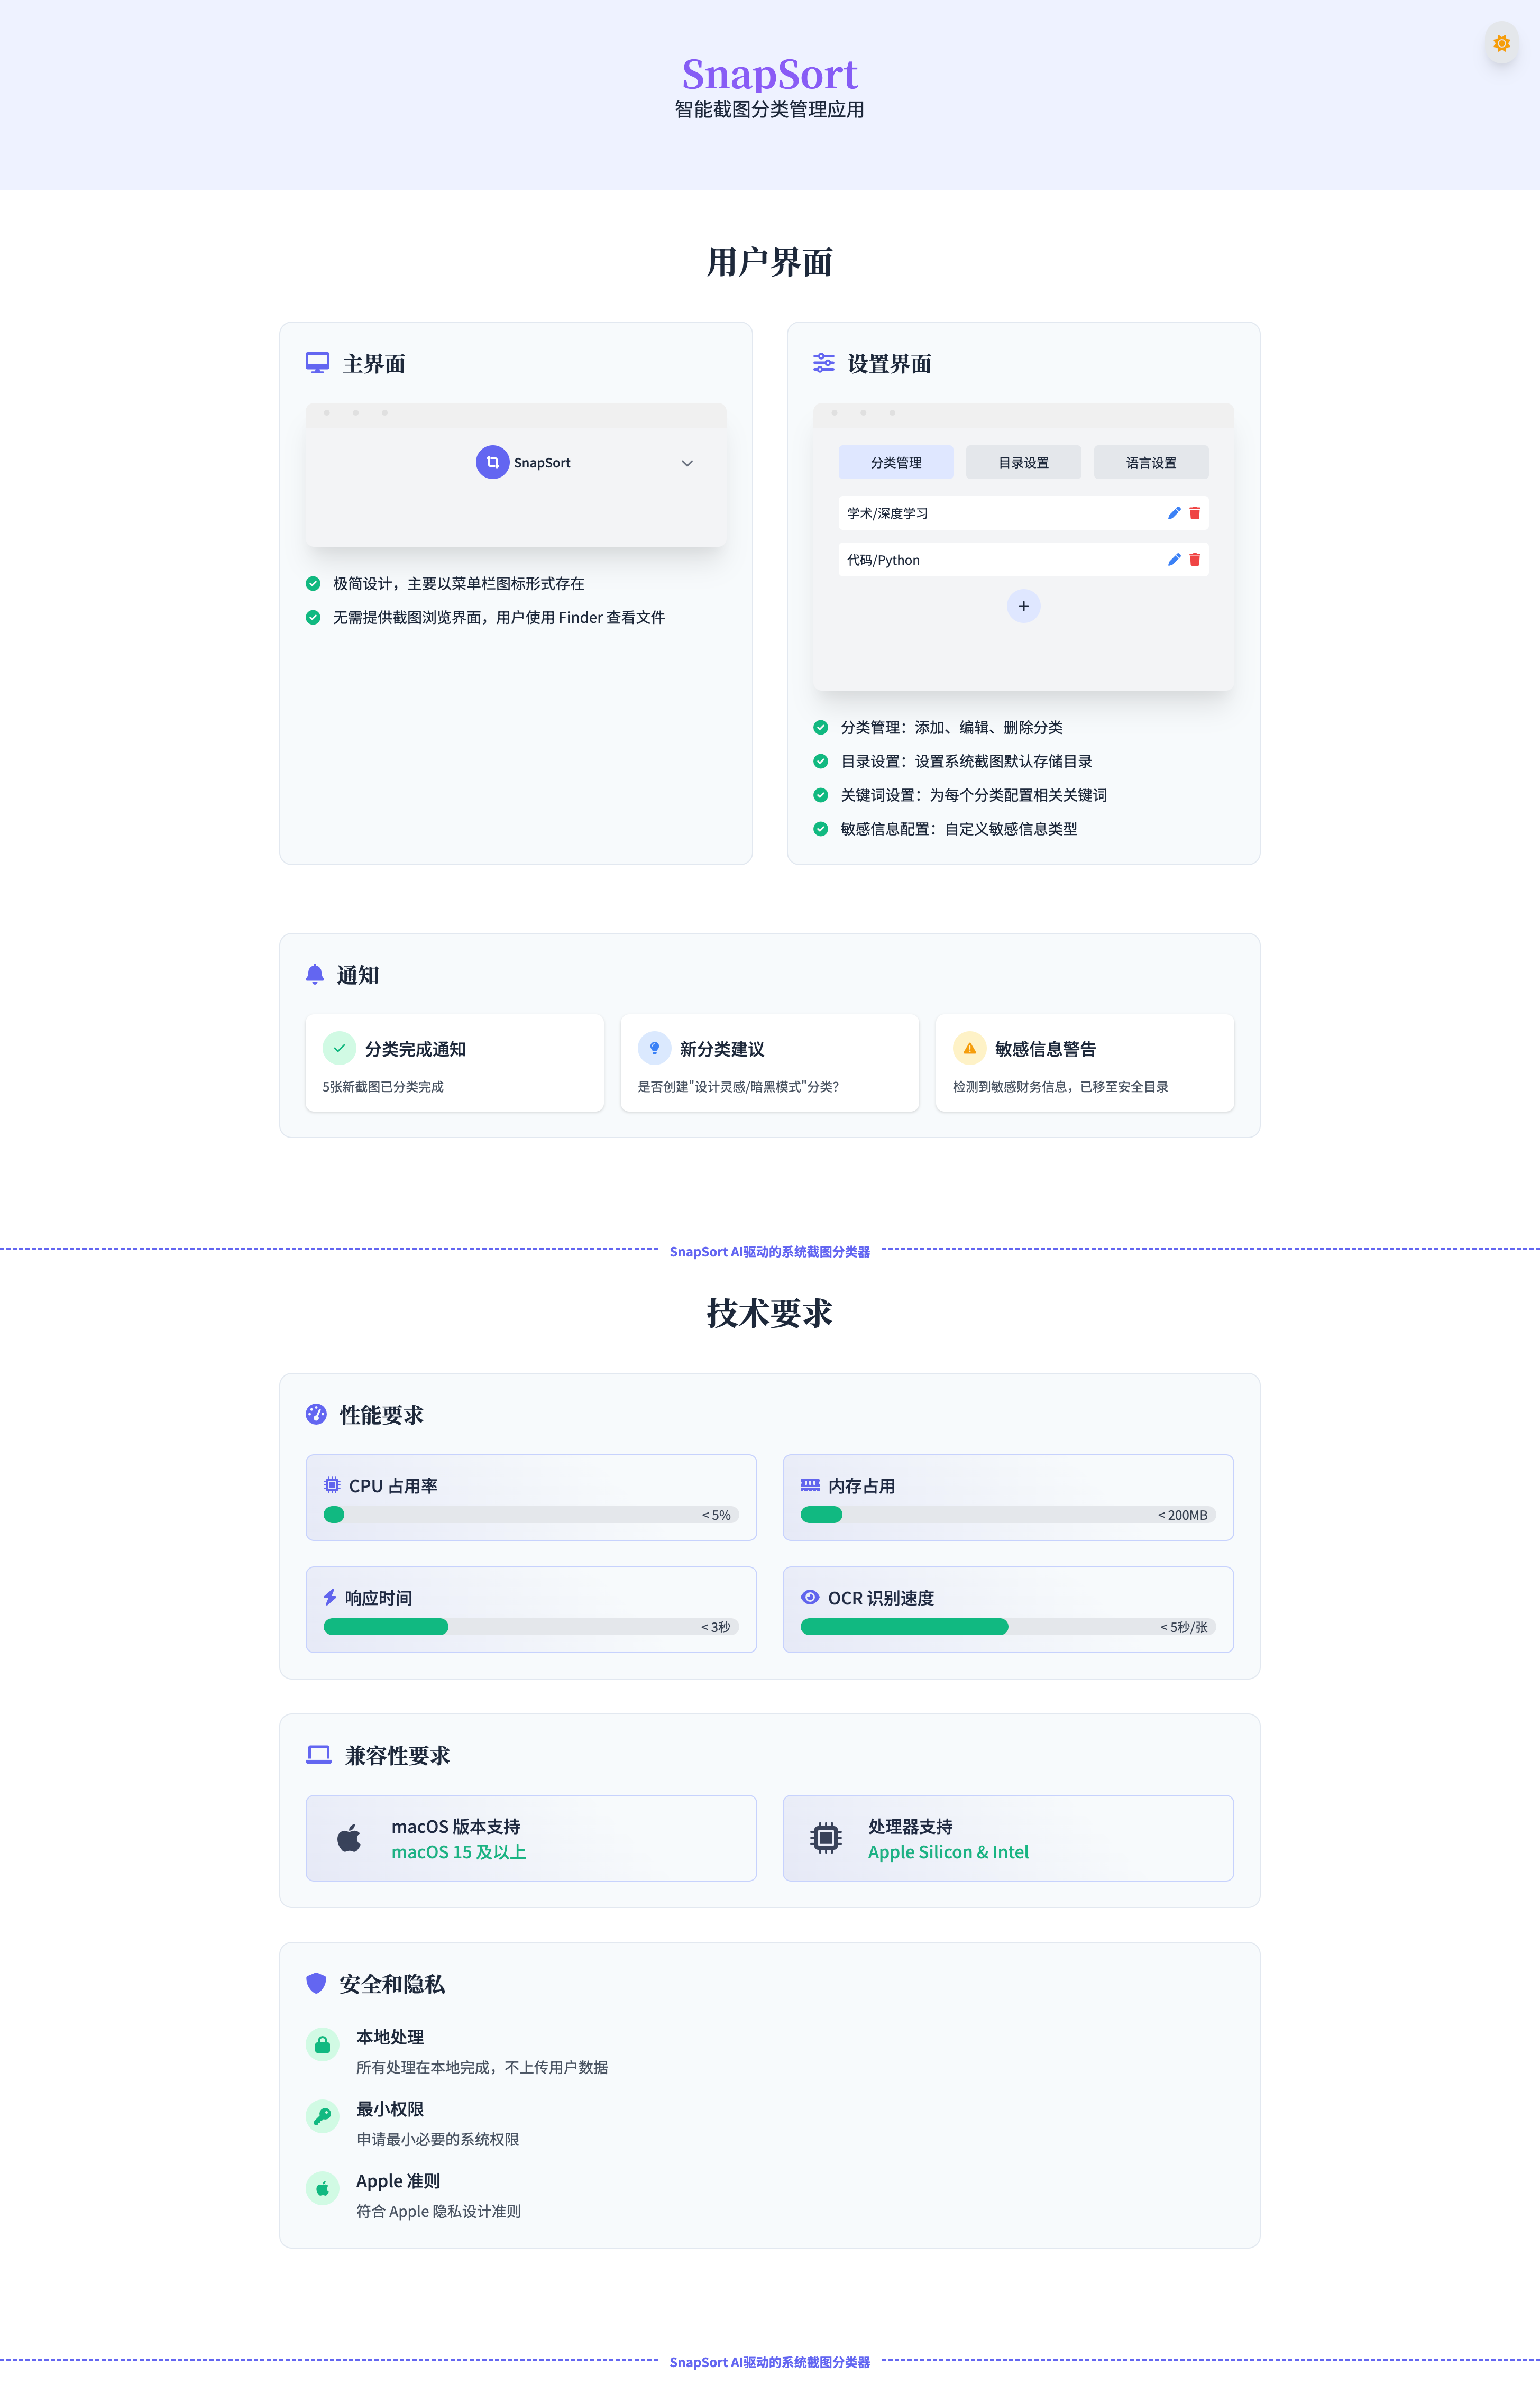 SnapSort
智能截图分类管理应用
用户界面
主界面
SnapSort
极简设计，主要以菜单栏图标形式存在
无需提供截图浏览界面，用户使用 Finder 查看文件
设置界面
分类管理
目录设置
语言设置
学术/深度学习
代码/Python
+
分类管理：添加、编辑、删除分类
目录设置：设置系统截图默认存储目录
关键词设置：为每个分类配置相关关键词
敏感信息配置：自定义敏感信息类型
通知
分类完成通知
5张新截图已分类完成
新分类建议
是否创建"设计灵感/暗黑模式"分类？
敏感信息警告
检测到敏感财务信息，已移至安全目录
SnapSort AI驱动的系统截图分类器
技术要求
性能要求
CPU 占用率
< 5%
内存占用
< 200MB
响应时间
< 3秒
OCR 识别速度
< 5秒/张
兼容性要求
macOS 版本支持
macOS 15 及以上
处理器支持
Apple Silicon & Intel
安全和隐私
本地处理
所有处理在本地完成，不上传用户数据
最小权限
申请最小必要的系统权限
Apple 准则
符合 Apple 隐私设计准则
SnapSort AI驱动的系统截图分类器